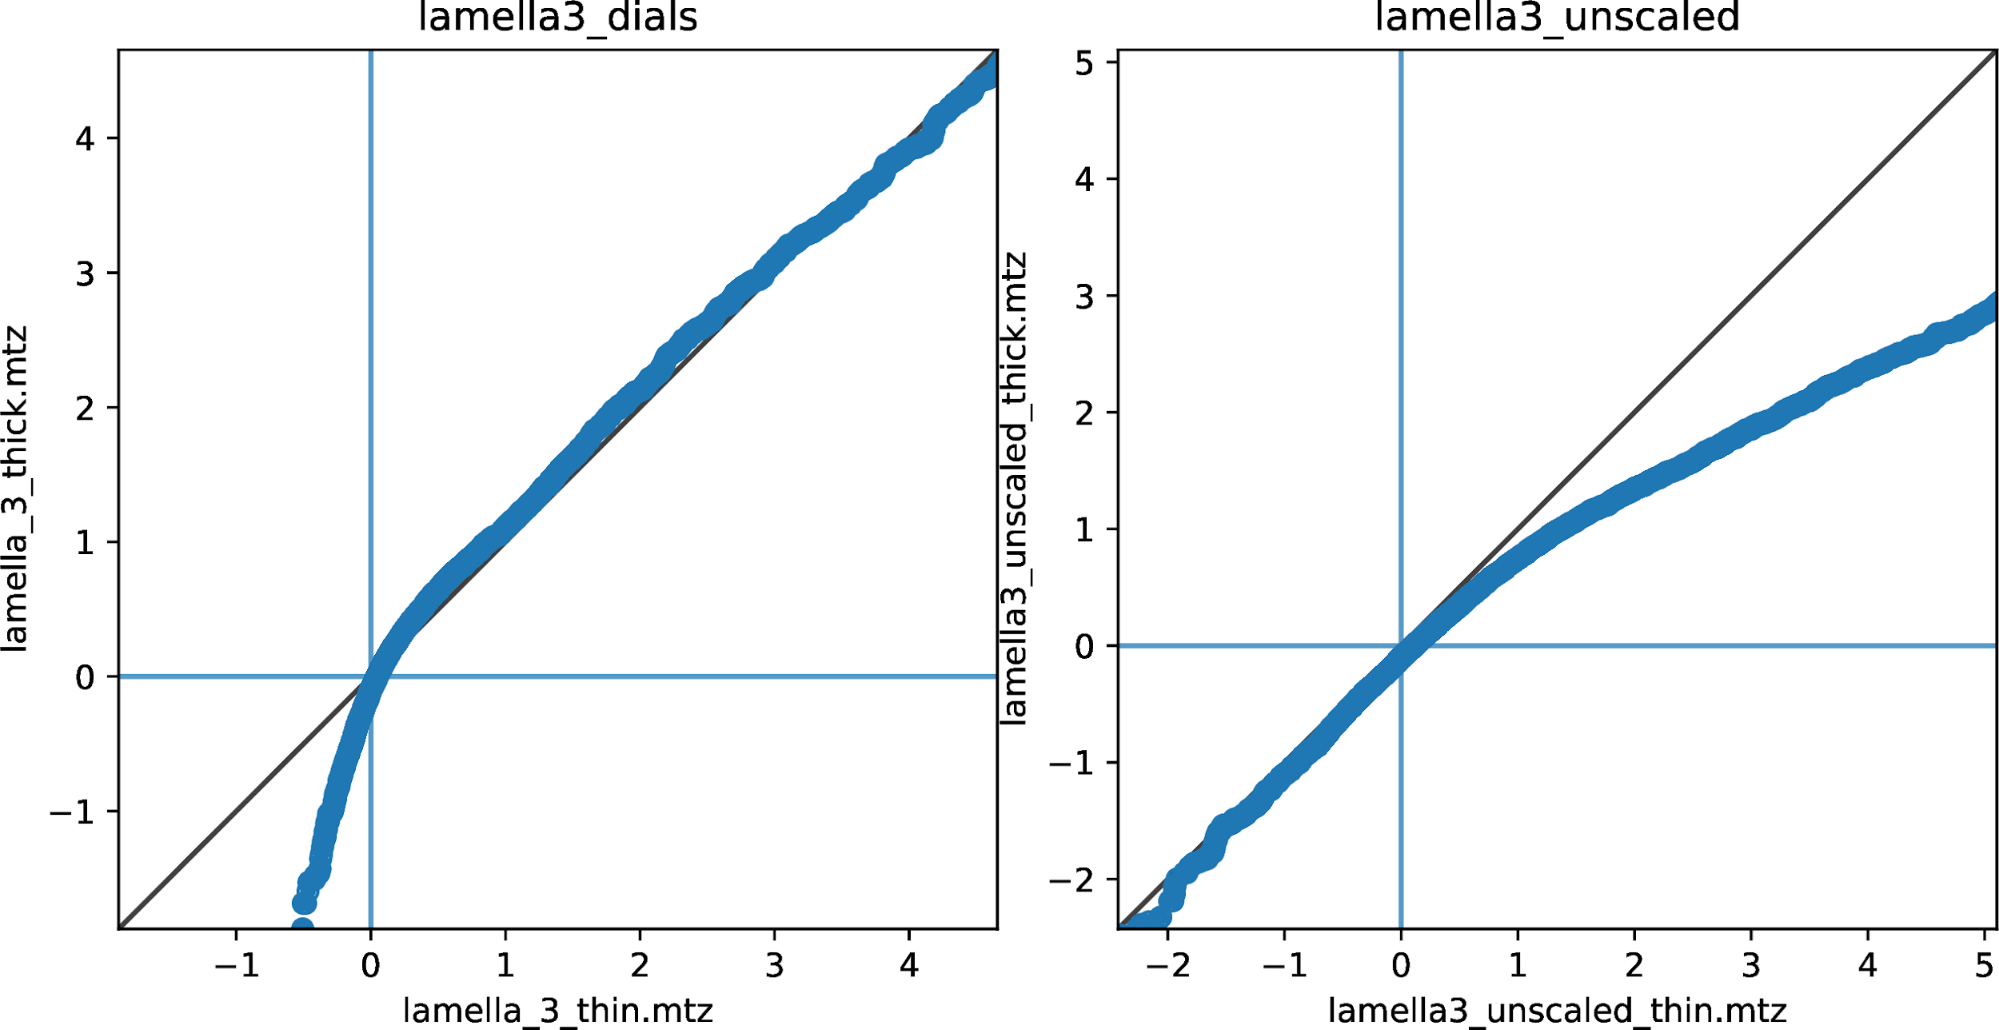 lamella3_dials
lamella_3_thick.mtz
4
3
2
1
0
−1
−1 0 1 2 3 4
lamella_3_thin.mtz
lamella3_unscaled
lamella3_unscaled_thick.mtz
5
4
3
2
1
0
−1
−2
−2 −1 0 1 2 3 4 5
lamella3_unscaled_thin.mtz